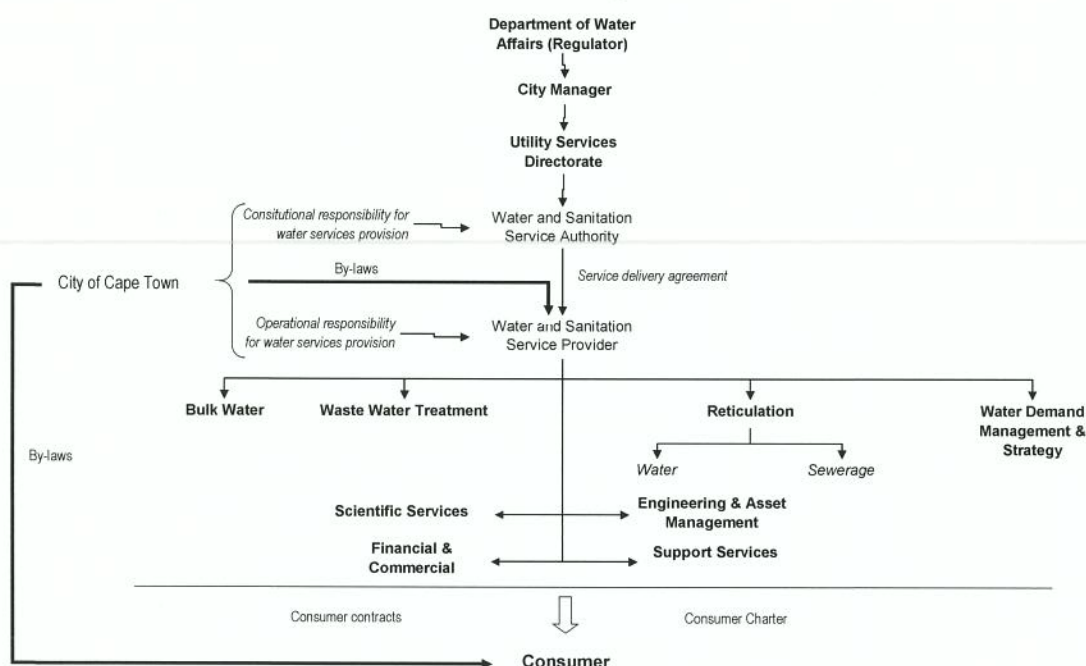 Department of Water
Affairs (Regulator)
City Manager
Utility Services
Directorate
Consitutional responsibility for
water services provision
Water and Sanitation
Service Authority
City of Cape Town
By-laws
Service delivery agreement
Operational responsibility
for water services provision
Water and Sanitation
Service Provider
Bulk Water
Waste Water Treatment
Reticulation
Water Demand
Management &
Strategy
By-laws
Water
Sewerage
Scientific Services
Engineering & Asset
Management
Financial &
Commercial
Support Services
Consumer contracts
Consumer Charter
Consumer